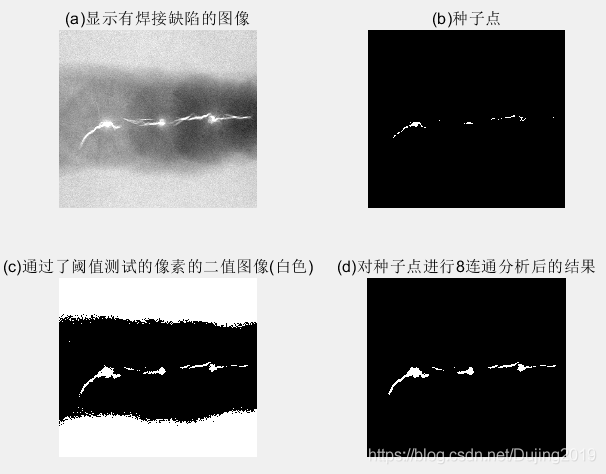 (a)显示有焊接缺陷的图像
(b)种子点
(c)通过了阈值测试的像素的二值图像(白色)
(d)对种子点进行8连通分析后的结果
https://blog.csdn.net/Dujing2019